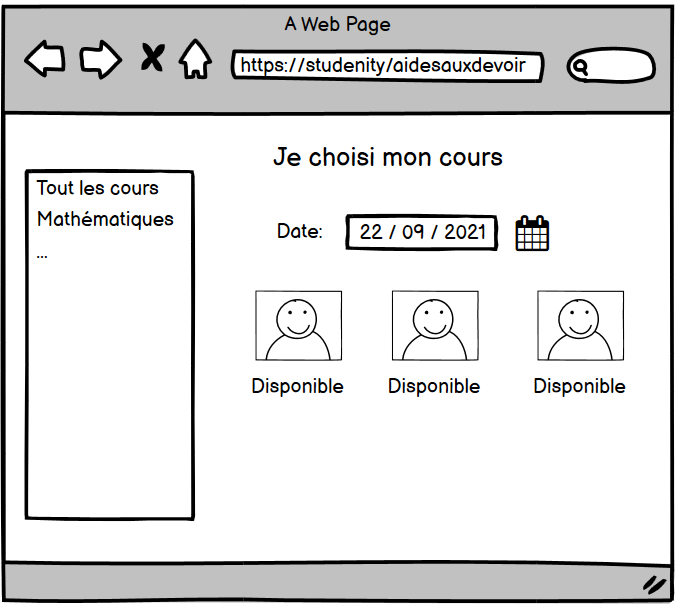 A Web Page
https://studenity/aidesauxdevoir
Je choisi mon cours
Tout les cours
Mathématiques
...
Date: 22 / 09 / 2021
Disponible Disponible Disponible